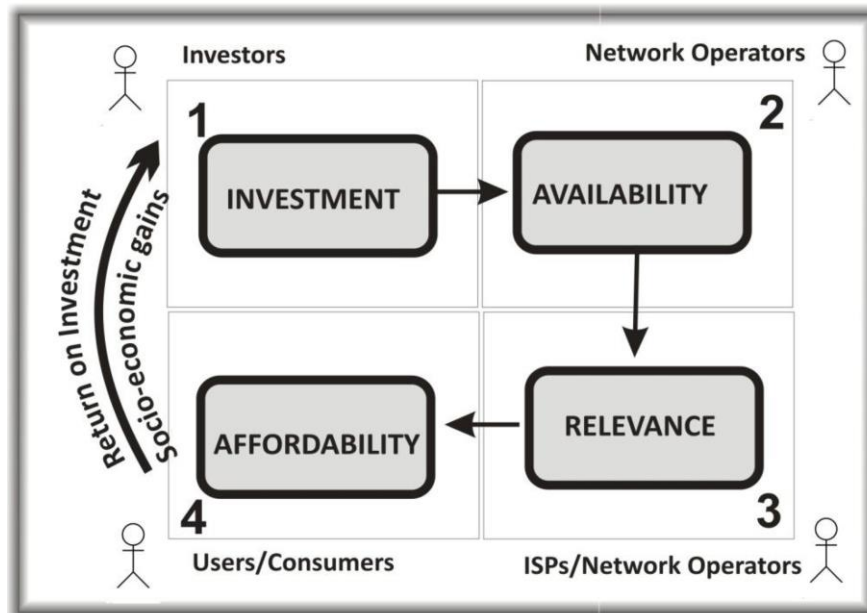 Investors
Network Operators
1
2
INVESTMENT
AVAILABILITY
Return on Investment
Socio-economic gains
AFFORDABILITY
RELEVANCE
4
3
Users/Consumers
ISPs/Network Operators